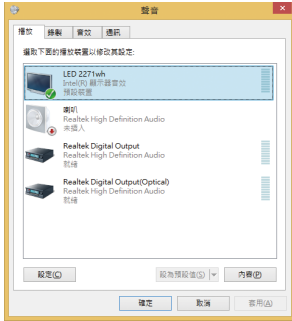 聲音
播放 錄製 音效 通訊
選取下面的播放裝置以修改其設定:
LED 2271wh
Intel(R) 顯示器音效
預設裝置
喇叭
Realtek High Definition Audio
未插入
Realtek Digital Output
Realtek High Definition Audio
就緒
Realtek Digital Output(Optical)
Realtek High Definition Audio
就緒
設定(C) 設為預設值(S) 內容(P)
確定 取消 套用(A)